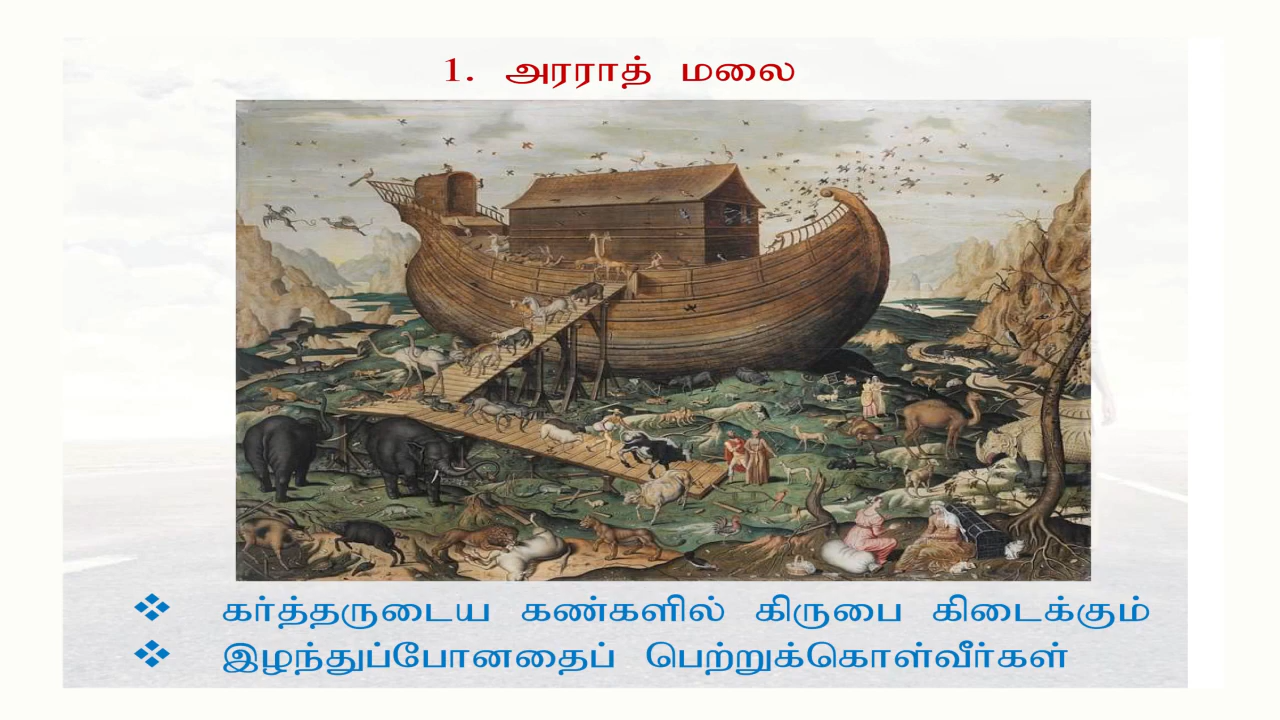 1. அரராத் மலை
❖ கர்த்தருடைய கண்களில் கிருபை கிடைக்கும்
❖ இழந்துப்போனதைப் பெற்றுக்கொள்வீர்கள்